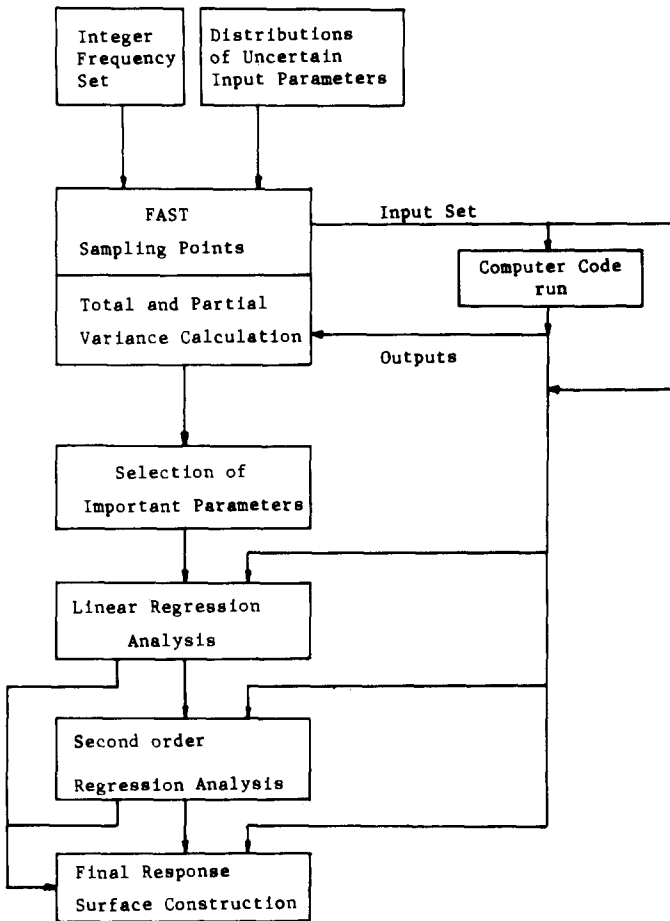 Integer
Frequency
Set
Distributions
of Uncertain
Input Parameters
FAST
Sampling Points
Input Set
Computer Code
run
Total and Partial
Variance Calculation
Outputs
Selection of
Important Parameters
Linear Regression
Analysis
Second order
Regression Analysis
Final Response
Surface Construction